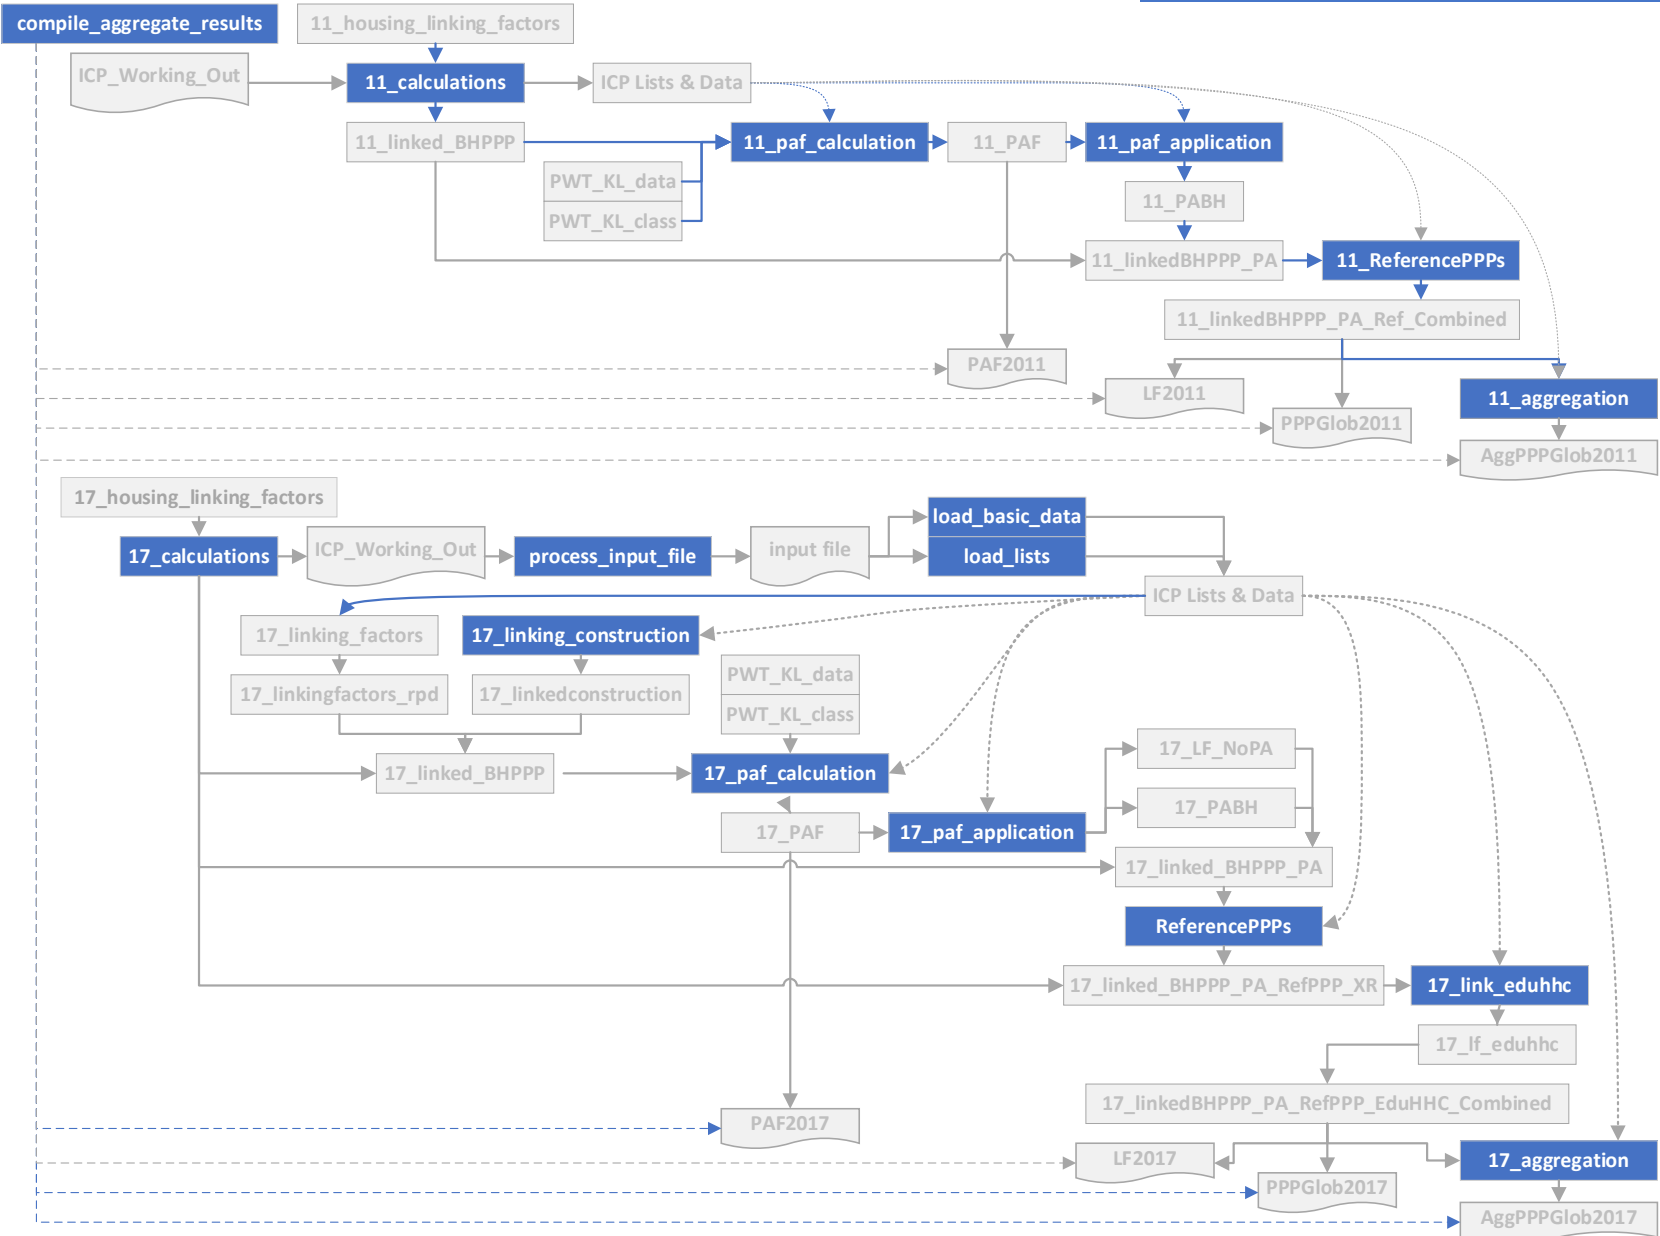 compile_aggregate_results
11_housing_linking_factors
ICP_Working_Out
11_calculations
ICP Lists & Data
11_linked_BHPPP
11_paf_calculation
11_PAF
11_paf_application
PWT_KL_data
PWT_KL_class
11_PABH
11_linkedBHPPP_PA
11_ReferencePPPs
11_linkedBHPPP_PA_Ref_Combined
PAF2011
LF2011
11_aggregation
PPPGlob2011
AggPPPGlob2011
17_housing_linking_factors
load_basic_data
17_calculations
ICP_Working_Out
process_input_file
input file
load_lists
ICP Lists & Data
17_linking_factors
17_linking_construction
17_linkingfactors_rpd
17_linkedconstruction
PWT_KL_data
PWT_KL_class
17_linked_BHPPP
17_paf_calculation
17_LF_NoPA
17_PABH
17_PAF
17_paf_application
17_linked_BHPPP_PA
ReferencePPPs
17_linked_BHPPP_PA_RefPPP_XR
17_link_eduhhc
17_lf_eduhhc
17_linkedBHPPP_PA_RefPPP_EduHHC_Combined
PAF2017
LF2017
17_aggregation
PPPGlob2017
AggPPPGlob2017